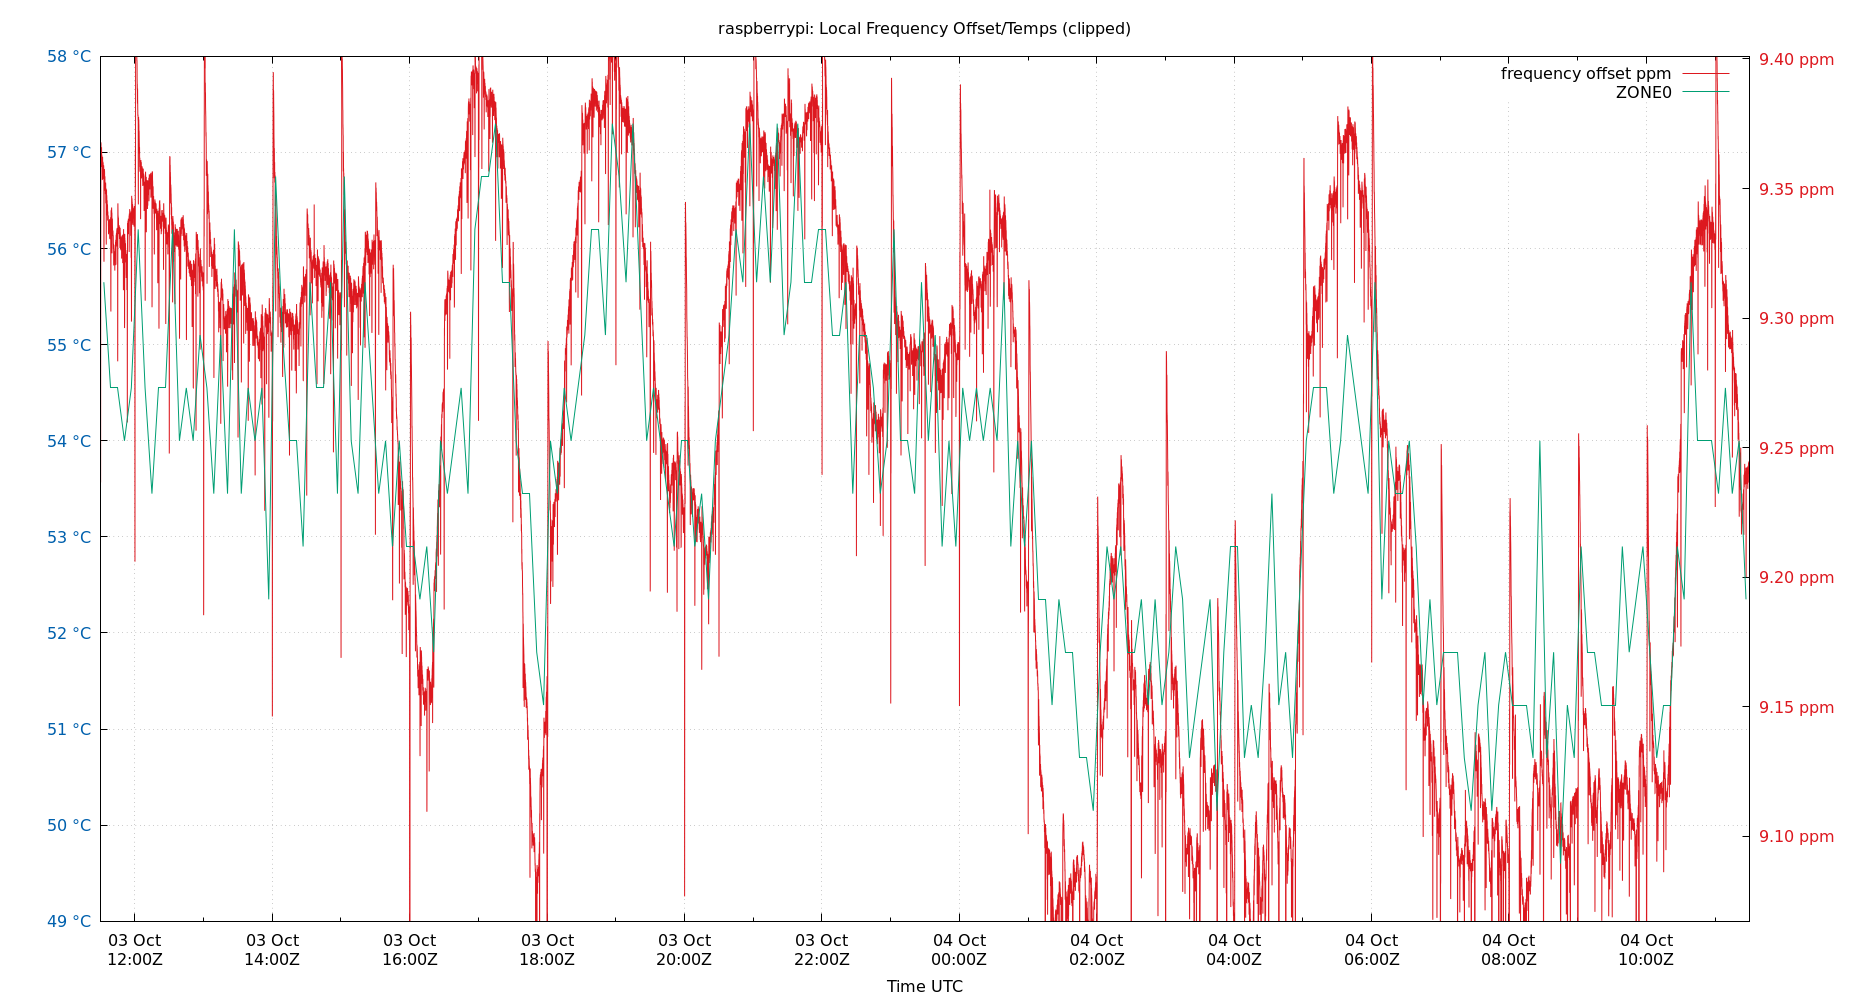 raspberrypi: Local Frequency Offset/Temps (clipped)
58 °C
57 °C
56 °C
55 °C
54 °C
53 °C
52 °C
51 °C
50 °C
49 °C
9.40 ppm
9.35 ppm
9.30 ppm
9.25 ppm
9.20 ppm
9.15 ppm
9.10 ppm
frequency offset ppm
ZONE0
03 Oct
12:00Z
03 Oct
14:00Z
03 Oct
16:00Z
03 Oct
18:00Z
03 Oct
20:00Z
03 Oct
22:00Z
04 Oct
00:00Z
04 Oct
02:00Z
04 Oct
04:00Z
04 Oct
06:00Z
04 Oct
08:00Z
04 Oct
10:00Z
Time UTC